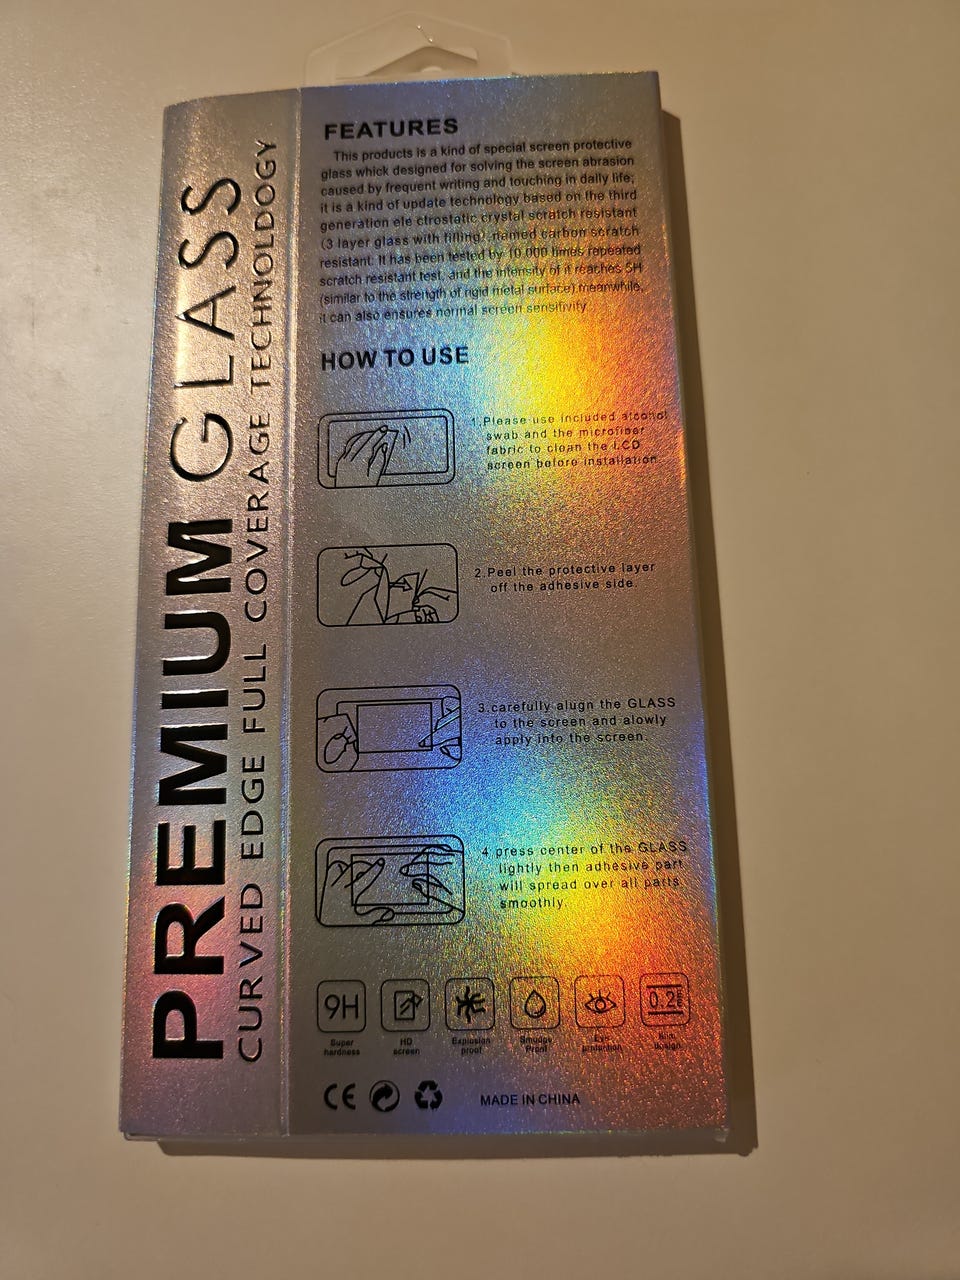 PREMIUM GLASS
CURVED EDGE FULL COVERAGE TECHNOLDOGY
FEATURES
This products is a kind of special screen protective
glass whick designed for solving the screen abrasion
caused by frequent writing and touching in daily life;
it is a kind of update technology based on the third
generation ele ctrostatic crystal scratch resistant
(3 layer glass with filling) ,named carbon scratch
resistant. It has been tested by 10,000 times repeated
scratch resistant test, and the intensity of it reaches 5H
(similar to the strength of rigid metal surface) meanwhile,
it can also ensures normal screen sensitivity
HOW TO USE
1.Please use included alcohol
swab and the microfiber
fabric to clean the LCD
screen before installation.
2.Peel the protective layer
off the adhesive side.
3.carefully alugn the GLASS
to the screen and alowly
apply into the screen.
4.press center of the GLASS
lightly then adhesive part
will spread over all parts
smoothly.
9H
Super
hardness
HD
screen
Explosion
proof
Smudge
Proof
Eye
protention
0.2
design
CE
MADE IN CHINA